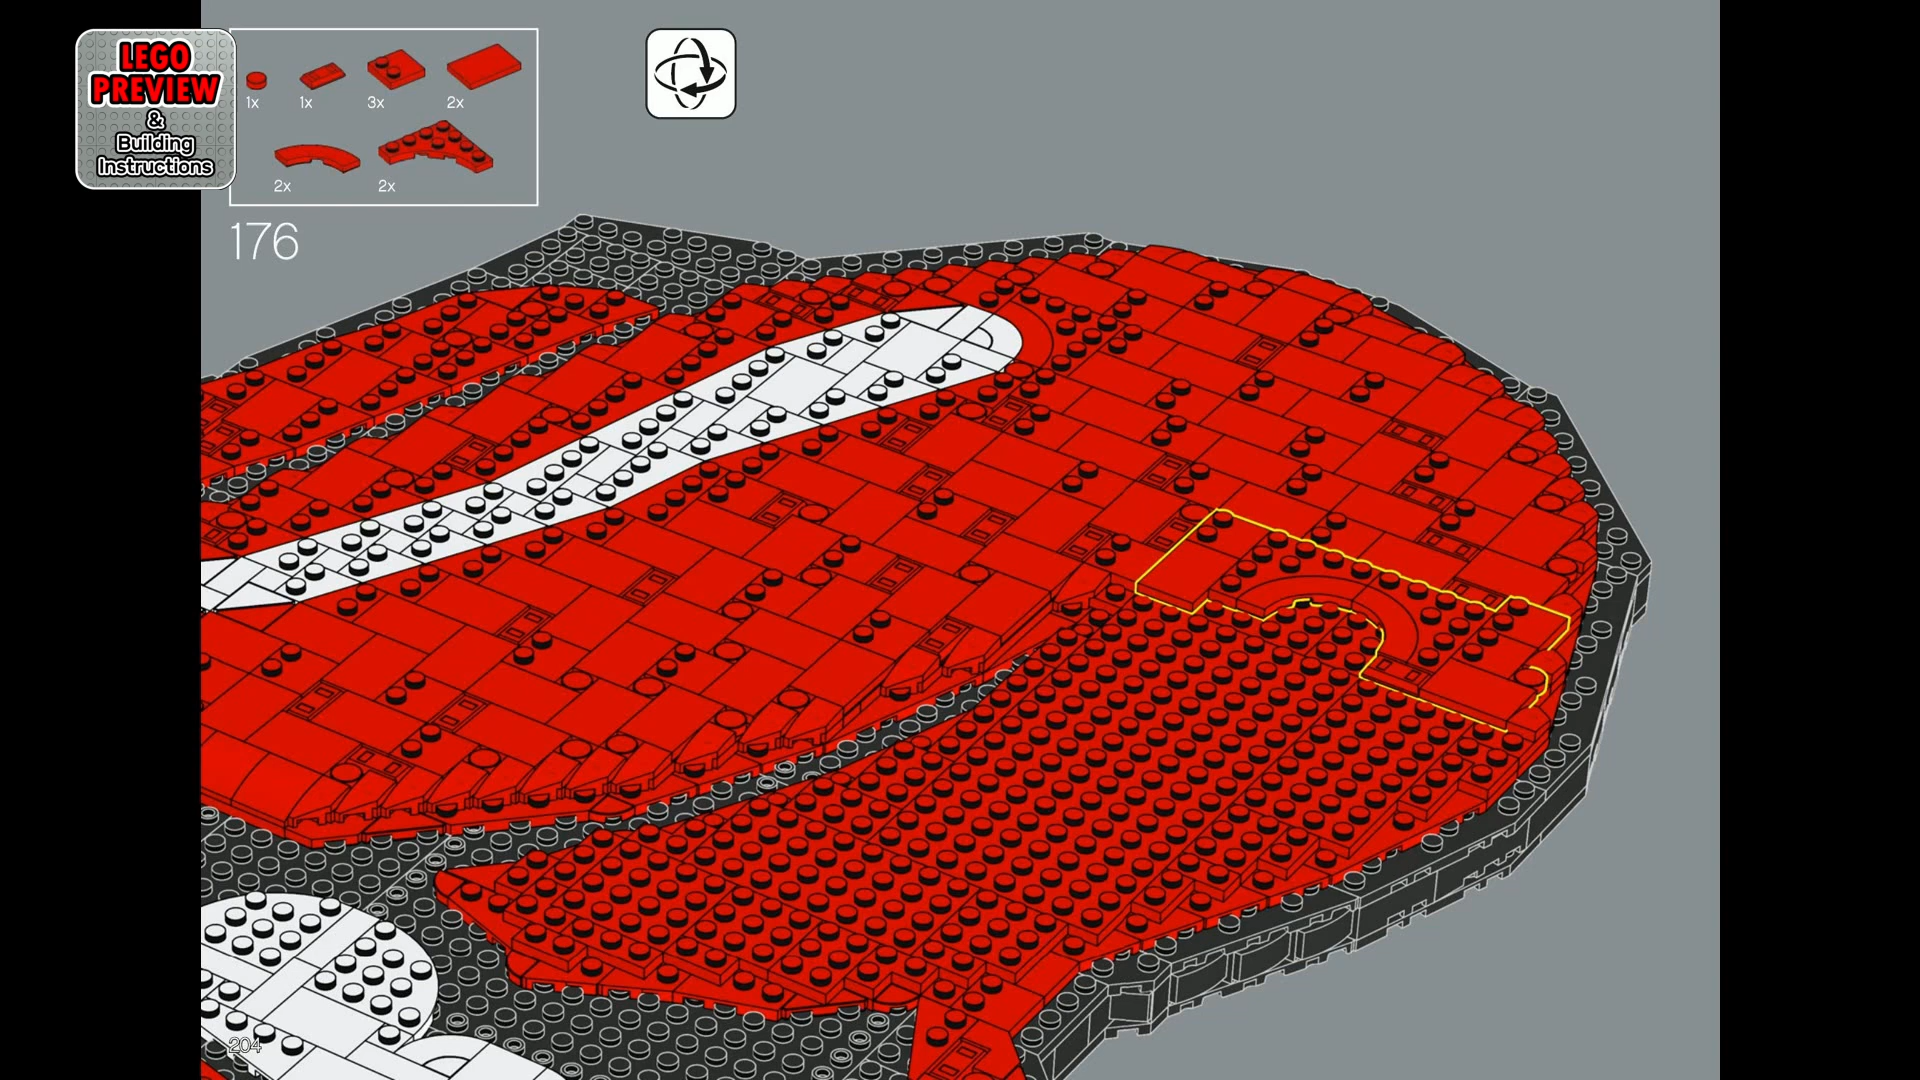 LEGO
PREVIEW
&
Building
Instructions
1x 1x 3x 2x
2x 2x
176
204